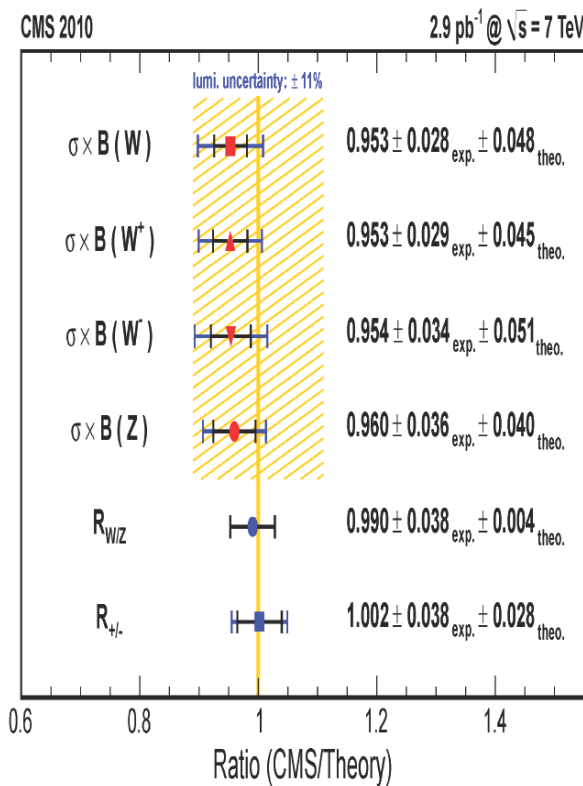 CMS 2010 2.9 pb⁻¹ @ √s = 7 TeV
lumi. uncertainty: ± 11%
σ × B ( W ) 0.953 ± 0.028 exp. ± 0.048 theo.
σ × B ( W⁺ ) 0.953 ± 0.029 exp. ± 0.045 theo.
σ × B ( W⁻ ) 0.954 ± 0.034 exp. ± 0.051 theo.
σ × B ( Z ) 0.960 ± 0.036 exp. ± 0.040 theo.
R W/Z 0.990 ± 0.038 exp. ± 0.004 theo.
R +/- 1.002 ± 0.038 exp. ± 0.028 theo.
0.6 0.8 1 1.2 1.4
Ratio (CMS/Theory)